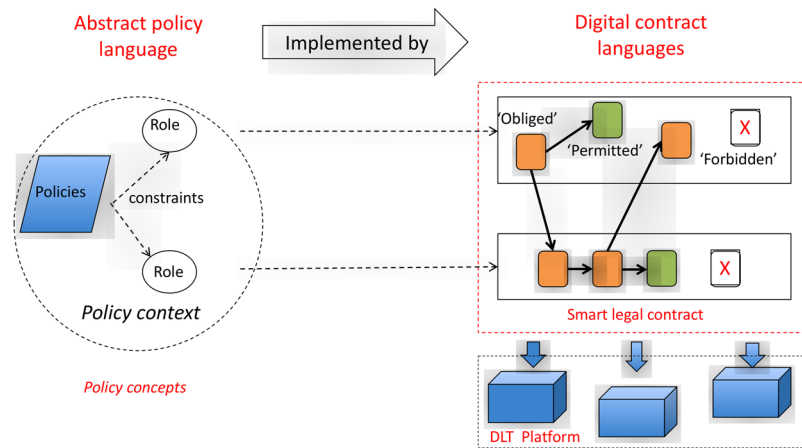 Abstract policy
language
Implemented by
Digital contract
languages
Role
Policies
constraints
Role
Policy context
Policy concepts
'Obliged'
'Permitted'
X
'Forbidden'
X
Smart legal contract
DLT Platform